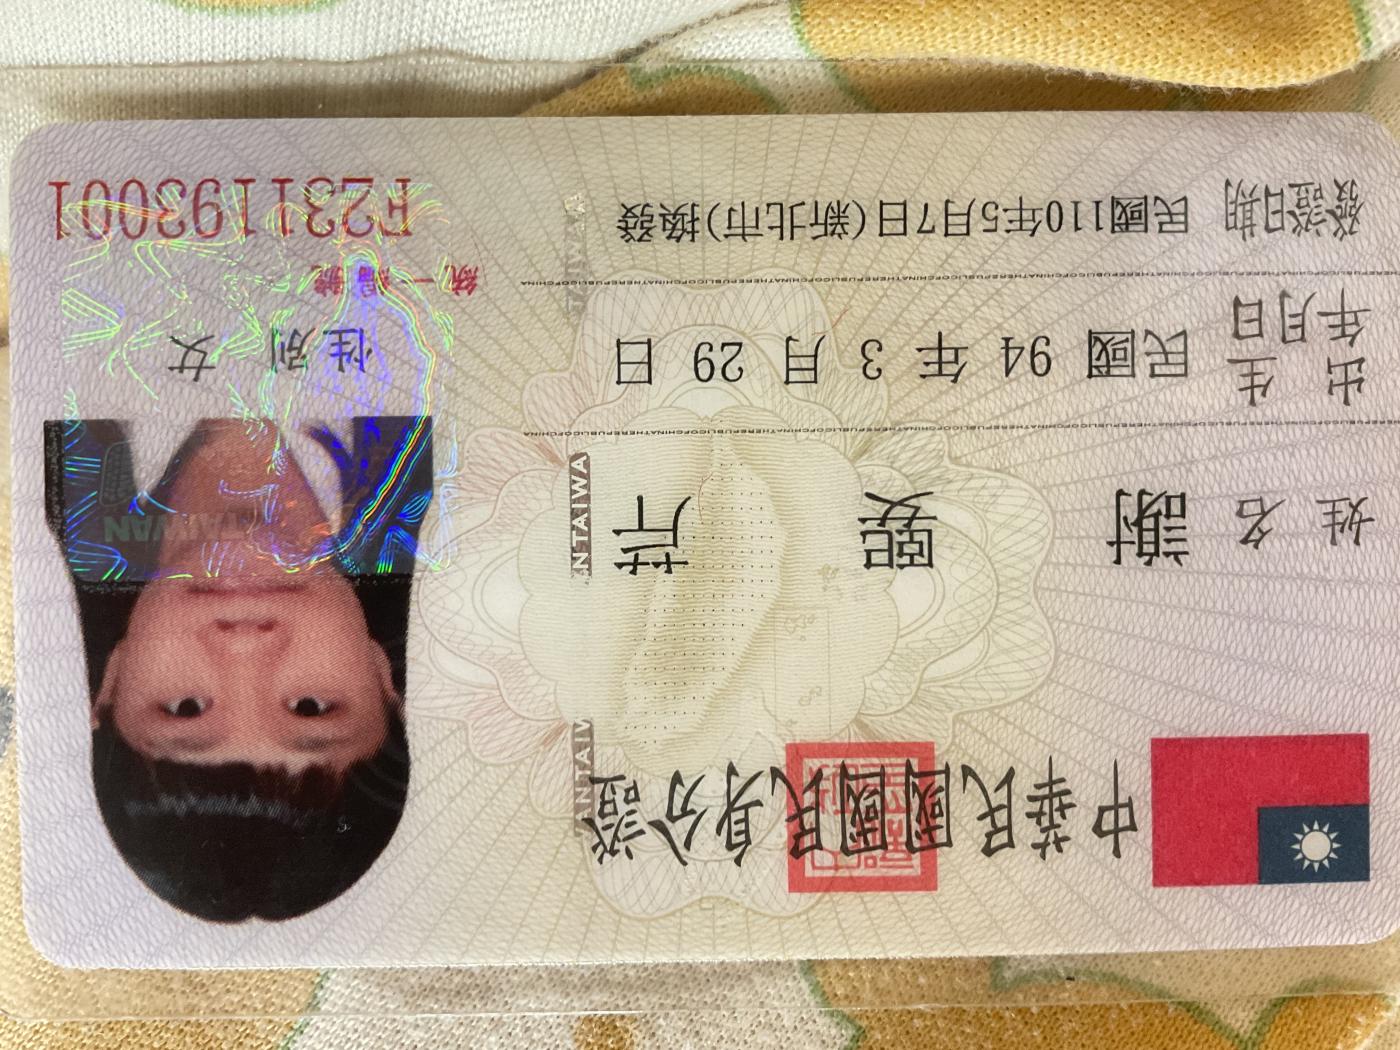 中華民國國民身分證
姓名 謝 媐 芹
出生年月日 民國 94 年 3 月 29 日
性別 女
統一編號
發證日期 民國110年5月7日(新北市)換發
F231193001
TAIWAN